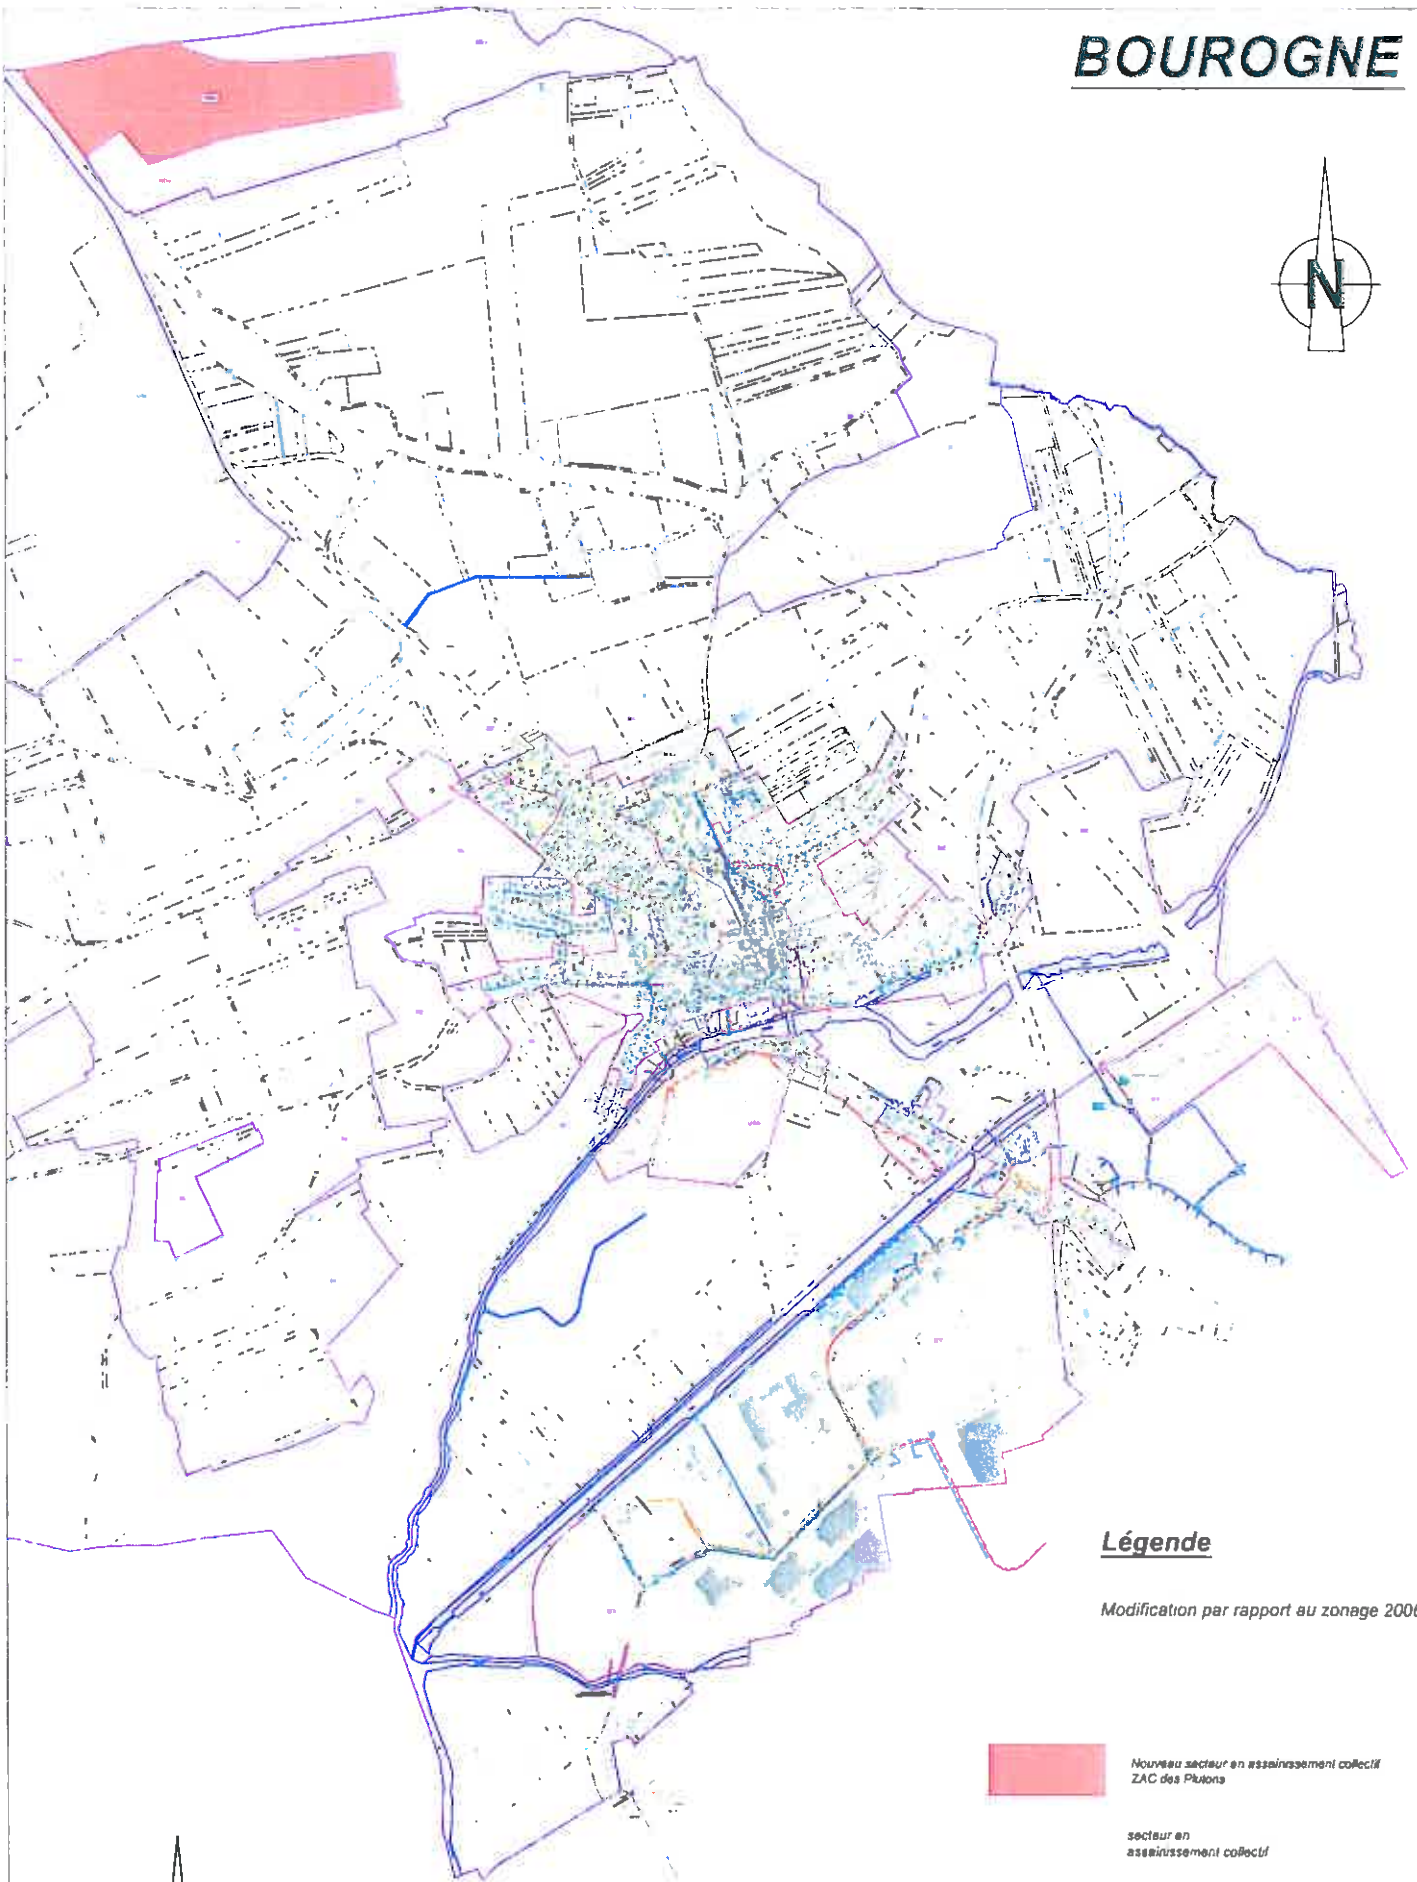 BOUROGNE
N
Légende
Modification par rapport au zonage 2006
Nouveau secteur en assainissement collectif
ZAC des Plutons
secteur en
assainissement collectif